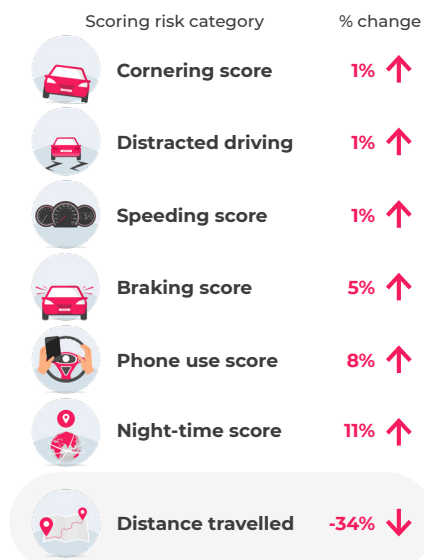 Scoring risk category % change
Cornering score 1%
Distracted driving 1%
Speeding score 1%
Braking score 5%
Phone use score 8%
Night-time score 11%
Distance travelled -34%